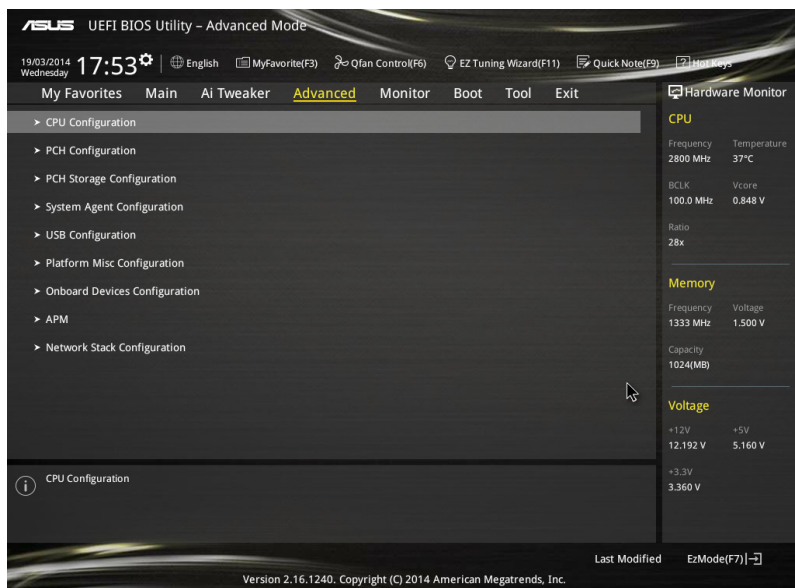 ASUS UEFI BIOS Utility – Advanced Mode
19/03/2014 Wednesday 17:53 English MyFavorite(F3) Qfan Control(F6) EZ Tuning Wizard(F11) Quick Note(F9) ? Hot Keys
My Favorites Main Ai Tweaker Advanced Monitor Boot Tool Exit
> CPU Configuration
> PCH Configuration
> PCH Storage Configuration
> System Agent Configuration
> USB Configuration
> Platform Misc Configuration
> Onboard Devices Configuration
> APM
> Network Stack Configuration
i CPU Configuration
Hardware Monitor
CPU
Frequency Temperature
2800 MHz 37°C
BCLK Vcore
100.0 MHz 0.848 V
Ratio
28x
Memory
Frequency Voltage
1333 MHz 1.500 V
Capacity
1024(MB)
Voltage
+12V +5V
12.192 V 5.160 V
+3.3V
3.360 V
Last Modified EzMode(F7)
Version 2.16.1240. Copyright (C) 2014 American Megatrends, Inc.